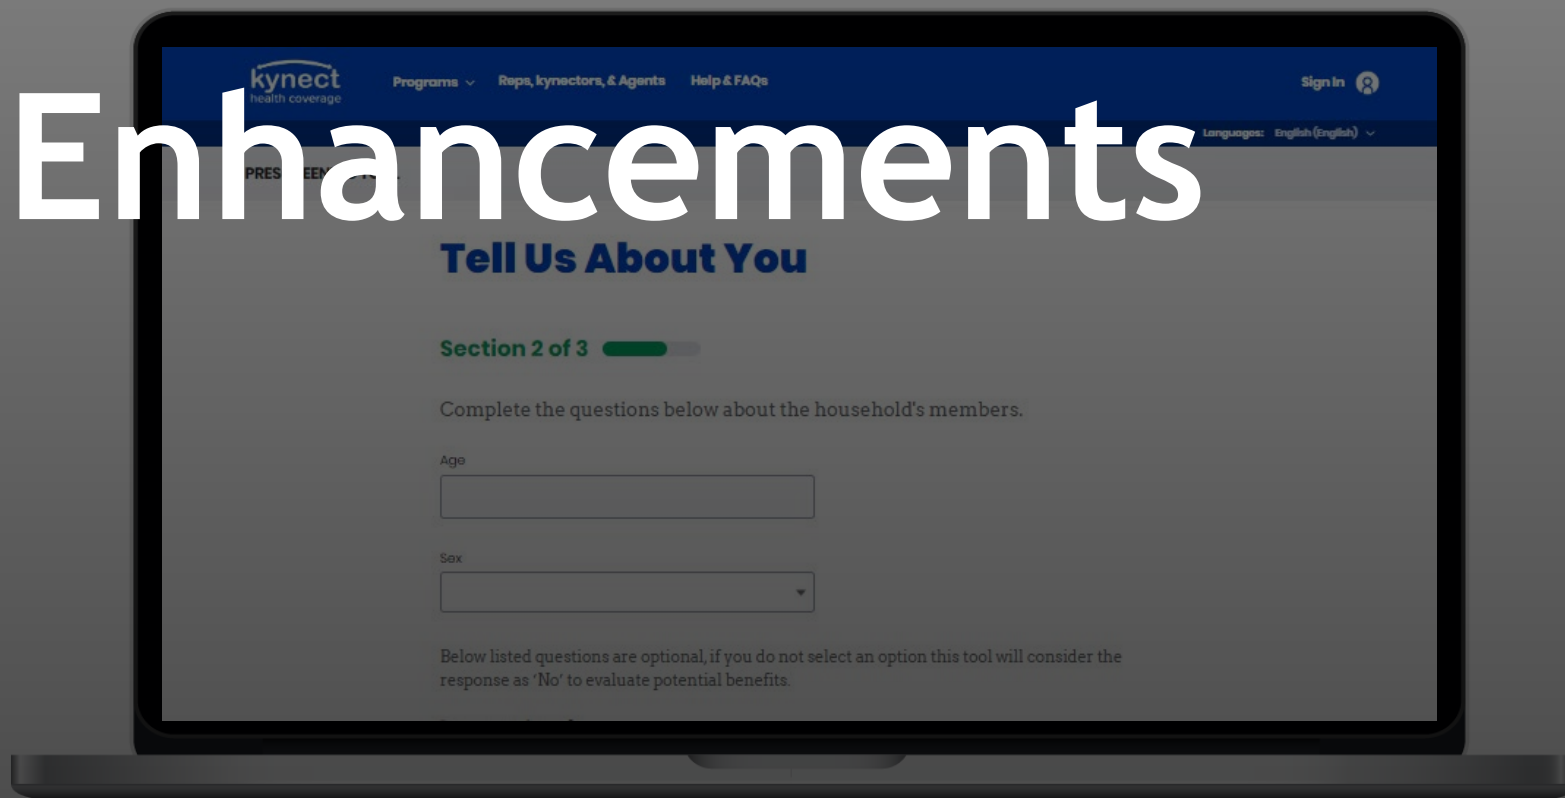 kynect
health coverage
Programs
Reps, kynectors, & Agents
Help & FAQs
Sign In
Enhancements
Languages: English (English)
Tell Us About You
Section 2 of 3
Complete the questions below about the household's members.
Age
Sex
Below listed questions are optional, if you do not select an option this tool will consider the
response as ‘No’ to evaluate potential benefits.